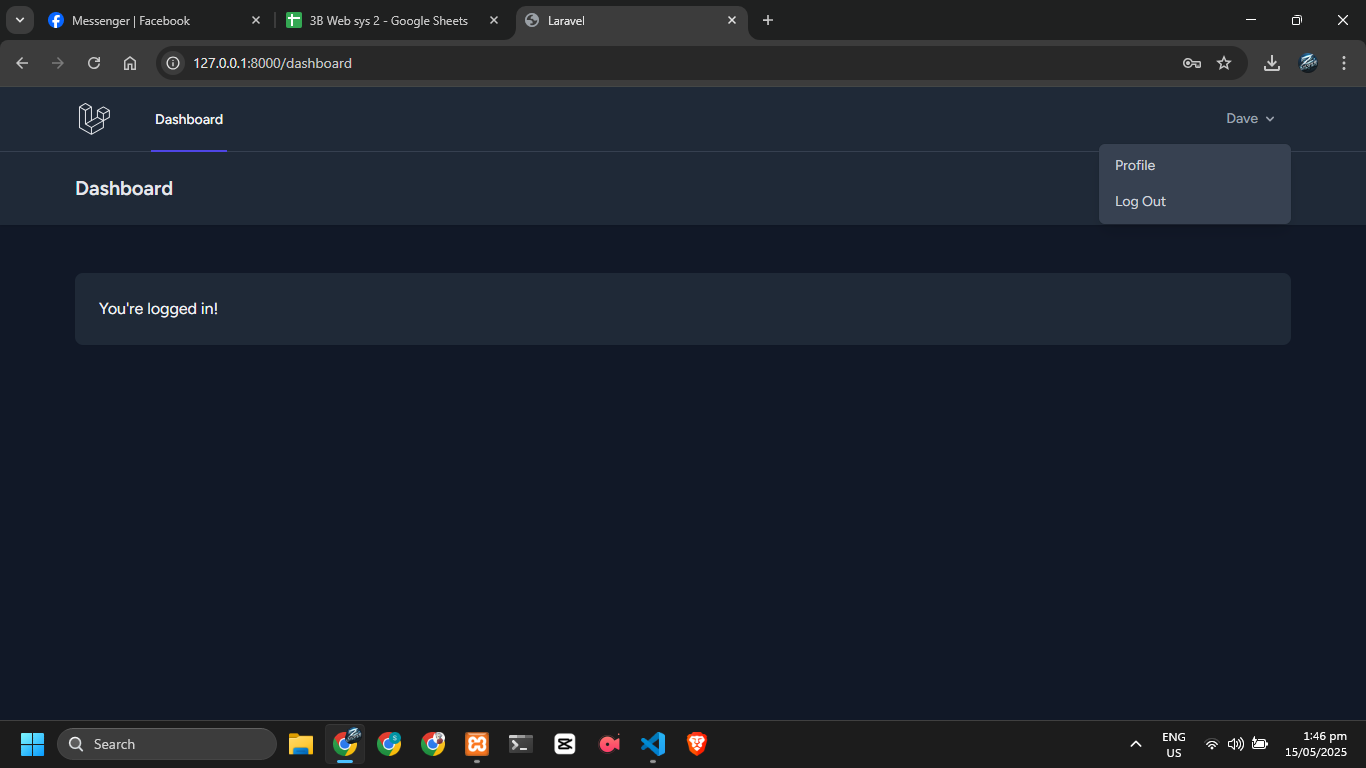 Messenger | Facebook
3B Web sys 2 - Google Sheets
Laravel
127.0.0.1:8000/dashboard
Dashboard
Dave
Profile
Log Out
Dashboard
You're logged in!
Search
ENG
US
1:46 pm
15/05/2025